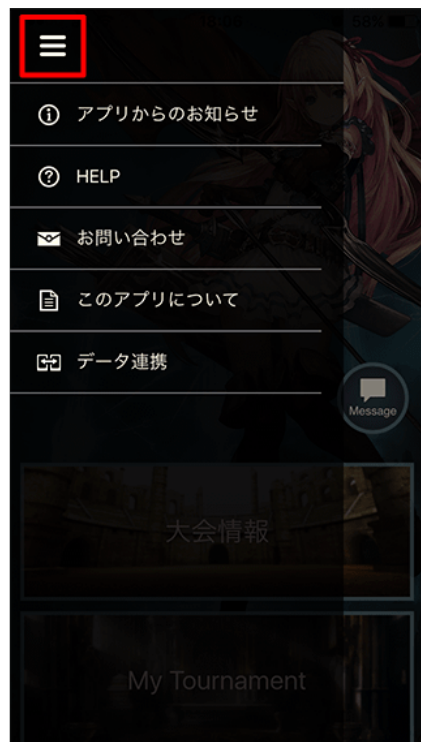 58%
アプリからのお知らせ
HELP
お問い合わせ
このアプリについて
データ連携
Message
大会情報
My Tournament